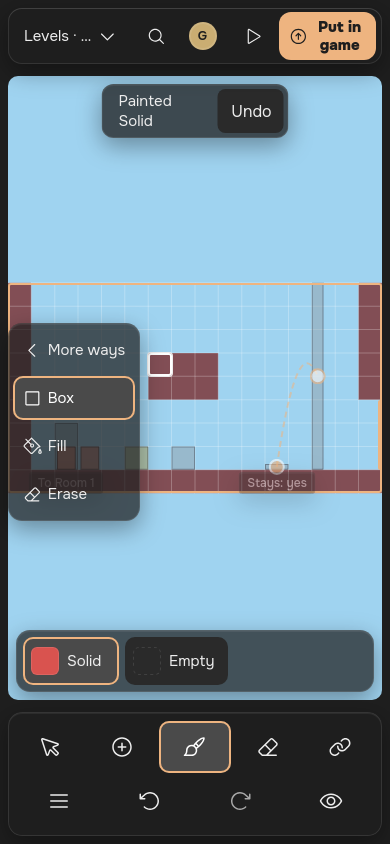 Levels · ...
G
Put in
game
Painted
Solid
Undo
More ways
Box
Fill
Erase
To Room 1
Stays: yes
Solid
Empty